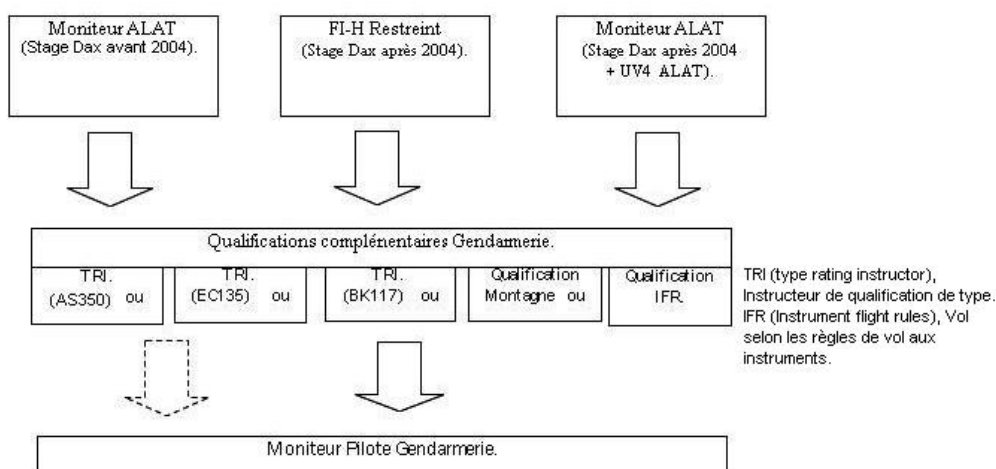 Moniteur ALAT
(Stage Dax avant 2004).
FI-H Restreint
(Stage Dax après 2004).
Moniteur ALAT
(Stage Dax après 2004
+ UV4 ALAT).
Qualifications complénentaires Gendarmerie.
TRI.
(AS350) ou
TRI.
(EC135) ou
TRI.
(BK117) ou
Qualification
Montagne ou
Qualification
IFR.
TRI (type rating instructor),
Instructeur de qualification de type.
IFR (Instrument flight rules), Vol
selon les règles de vol aux
instruments.
Moniteur Pilote Gendarmerie.